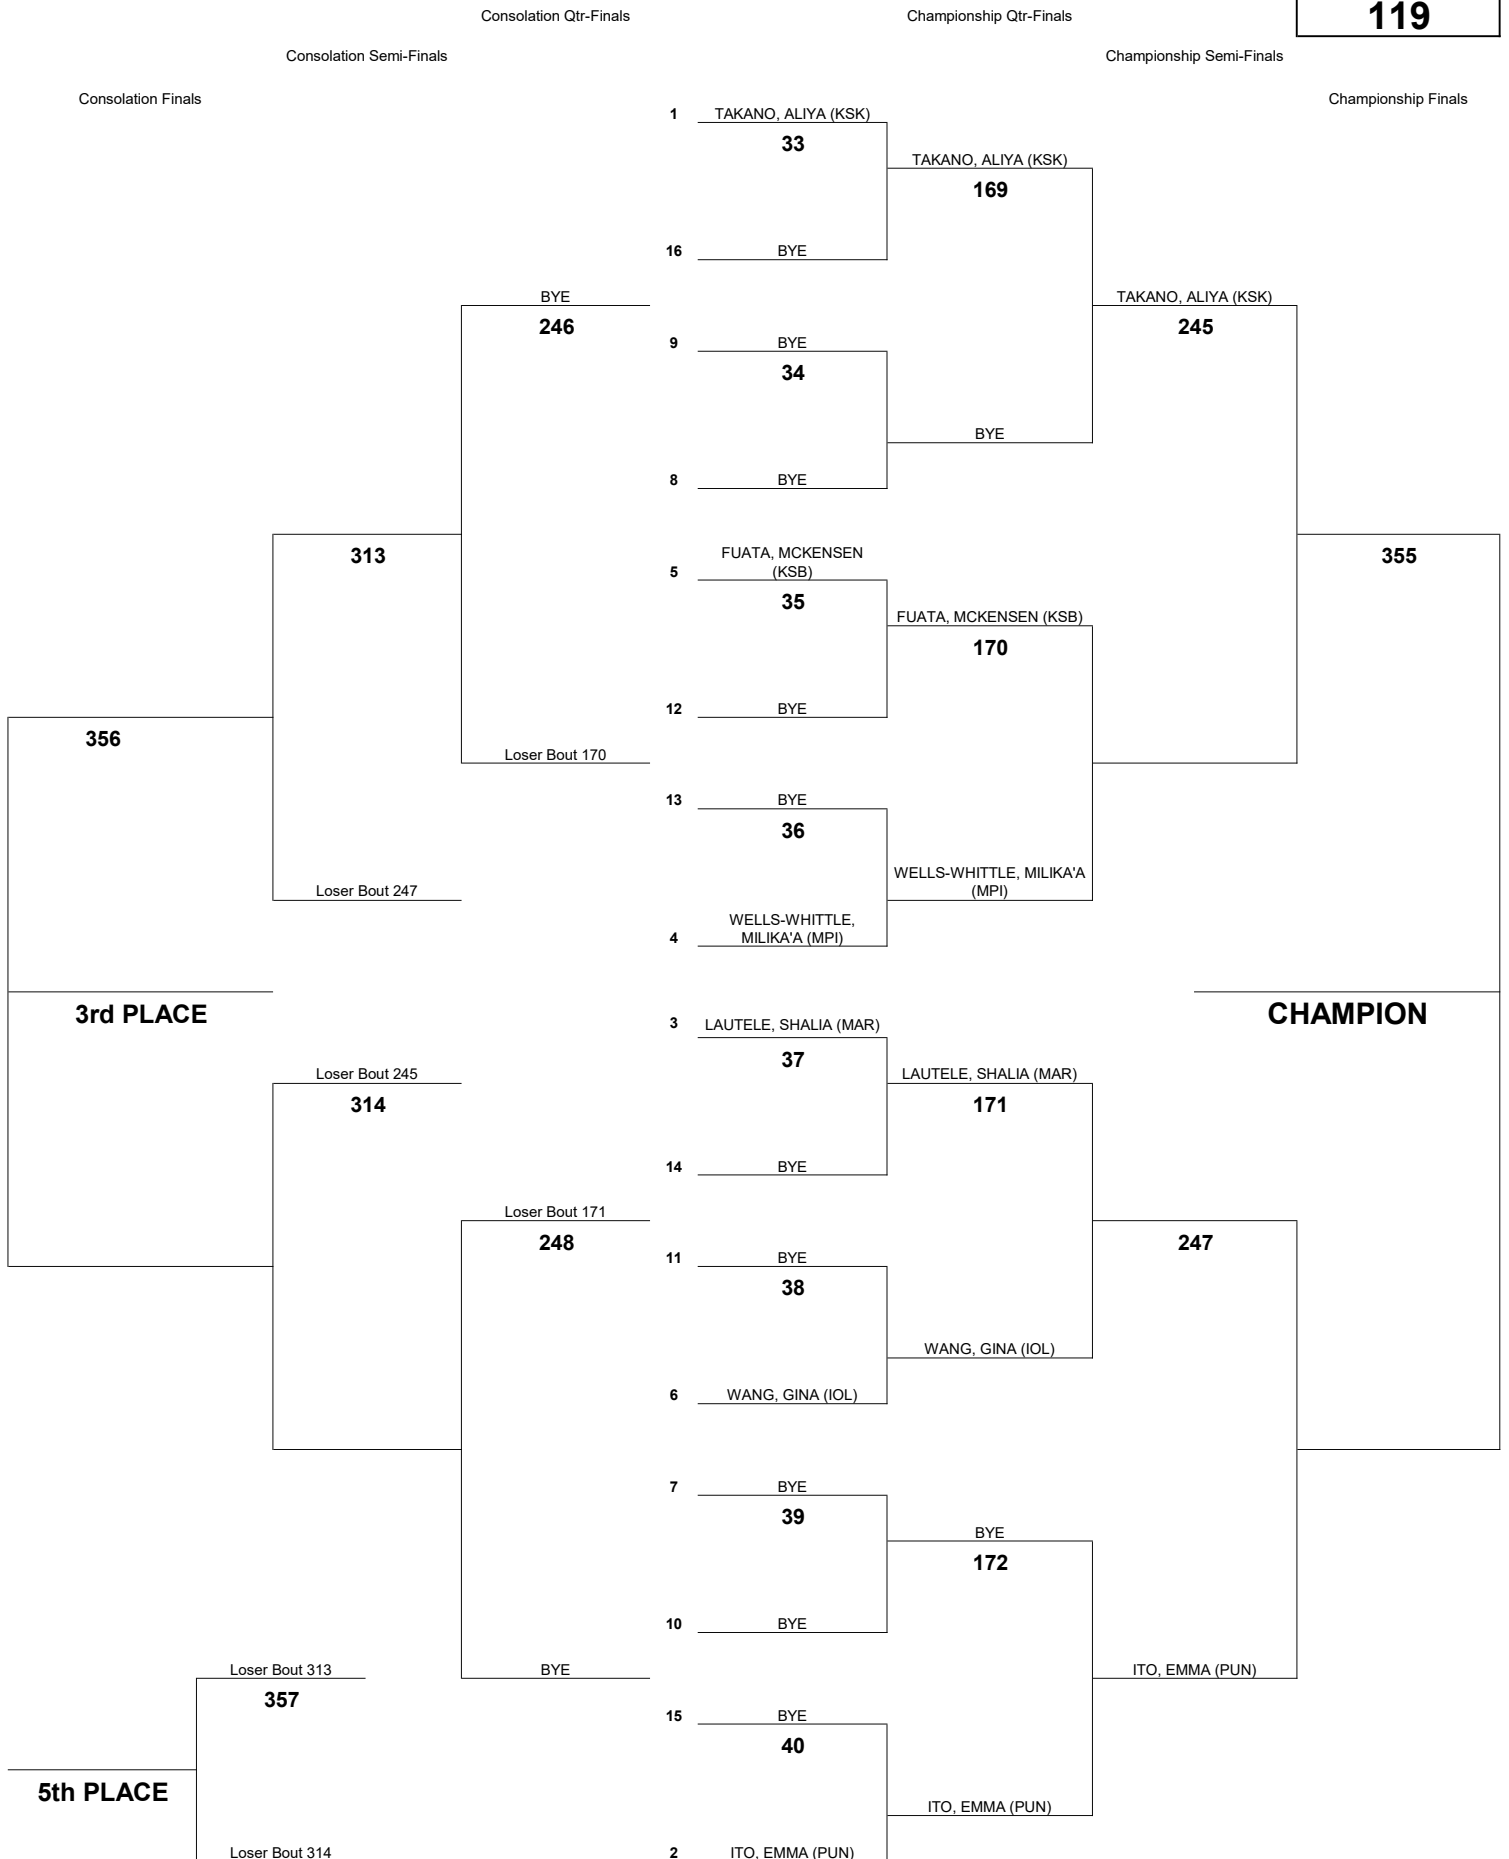 Consolation Qtr-Finals
Championship Qtr-Finals
119
Consolation Semi-Finals
Championship Semi-Finals
Consolation Finals
Championship Finals
1 TAKANO, ALIYA (KSK)
33
TAKANO, ALIYA (KSK)
169
16 BYE
BYE
TAKANO, ALIYA (KSK)
246
245
9 BYE
34
BYE
8 BYE
313
355
FUATA, MCKENSEN
5 (KSB)
35
FUATA, MCKENSEN (KSB)
170
12 BYE
356
Loser Bout 170
13 BYE
36
WELLS-WHITTLE, MILIKA'A
(MPI)
Loser Bout 247
WELLS-WHITTLE,
4 MILIKA'A (MPI)
3rd PLACE
CHAMPION
3 LAUTELE, SHALIA (MAR)
37
Loser Bout 245
LAUTELE, SHALIA (MAR)
314
171
14 BYE
Loser Bout 171
248
247
11 BYE
38
WANG, GINA (IOL)
6 WANG, GINA (IOL)
7 BYE
39
BYE
172
10 BYE
Loser Bout 313
BYE
ITO, EMMA (PUN)
357
15 BYE
40
5th PLACE
ITO, EMMA (PUN)
Loser Bout 314
2 ITO, EMMA (PUN)